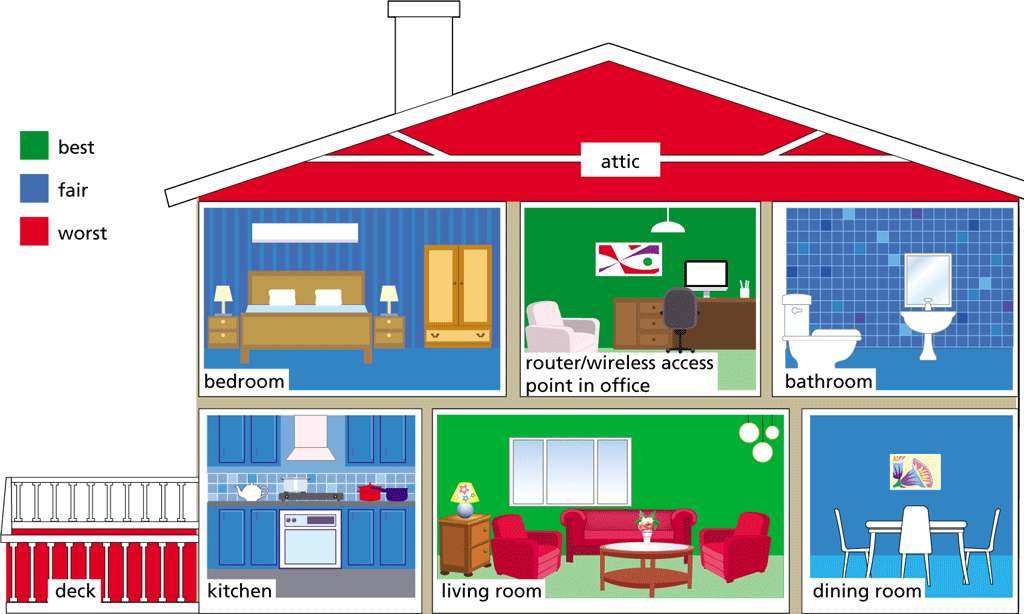 best
fair
worst
attic
bedroom
router/wireless access
point in office
bathroom
deck
kitchen
living room
dining room